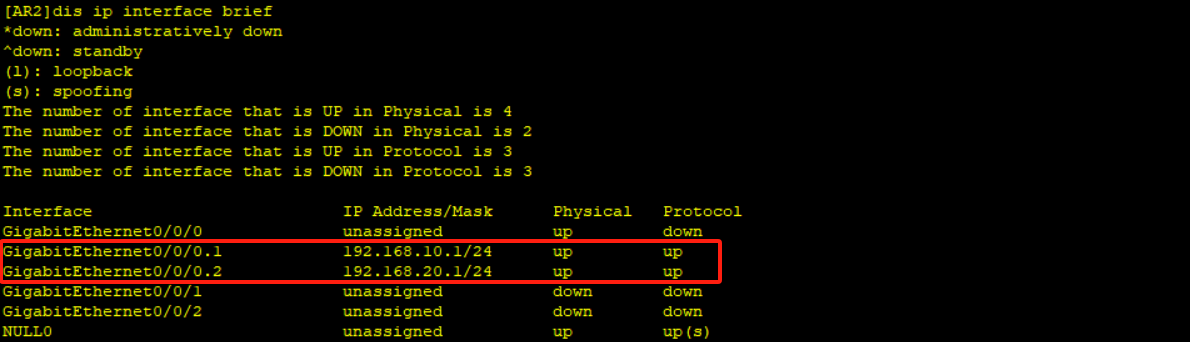 [AR2]dis ip interface brief
*down: administratively down
^down: standby
(l): loopback
(s): spoofing
The number of interface that is UP in Physical is 4
The number of interface that is DOWN in Physical is 2
The number of interface that is UP in Protocol is 3
The number of interface that is DOWN in Protocol is 3
Interface IP Address/Mask Physical Protocol
GigabitEthernet0/0/0 unassigned up down
GigabitEthernet0/0/0.1 192.168.10.1/24 up up
GigabitEthernet0/0/0.2 192.168.20.1/24 up up
GigabitEthernet0/0/1 unassigned down down
GigabitEthernet0/0/2 unassigned down down
NULL0 unassigned up up(s)